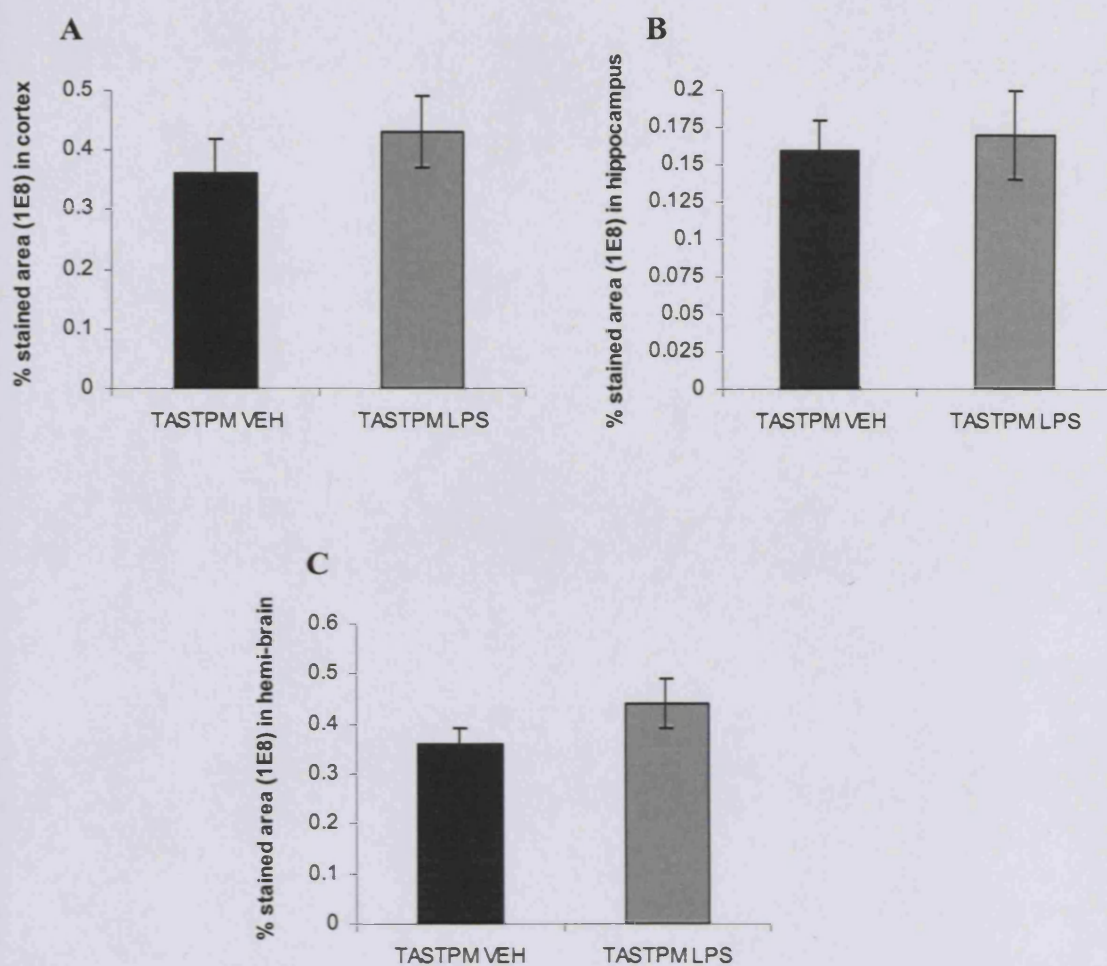 A
% stained area (1E8) in cortex
0.5
0.4
0.3
0.2
0.1
0
TASTPM VEH TASTPM LPS
B
% stained area (1E8) in hippocampus
0.2
0.175
0.15
0.125
0.1
0.075
0.05
0.025
0
TASTPM VEH TASTPM LPS
C
% stained area (1E8) in hemi-brain
0.6
0.5
0.4
0.3
0.2
0.1
0
TASTPM VEH TASTPM LPS